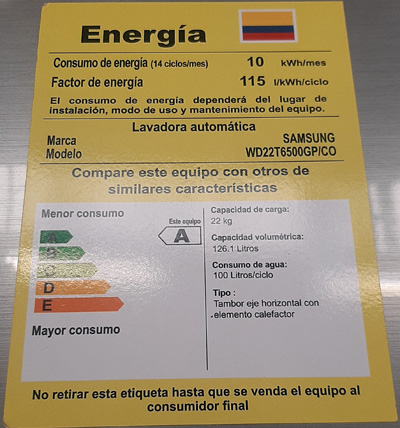 Energía
Consumo de energía (14 ciclos/mes) 10 kWh/mes
Factor de energía 115 l/kWh/ciclo
El consumo de energía dependerá del lugar de
instalación, modo de uso y mantenimiento del equipo.
Lavadora automática
Marca SAMSUNG
Modelo WD22T6500GP/CO
Compare este equipo con otros de
similares características
Menor consumo
Este equipo
A
A
B
C
D
E
Mayor consumo
Capacidad de carga:
22 kg
Capacidad volumétrica:
126.1 Litros
Consumo de agua:
100 Litros/ciclo
Tipo :
Tambor eje horizontal con
elemento calefactor
No retirar esta etiqueta hasta que se venda el equipo al
consumidor final